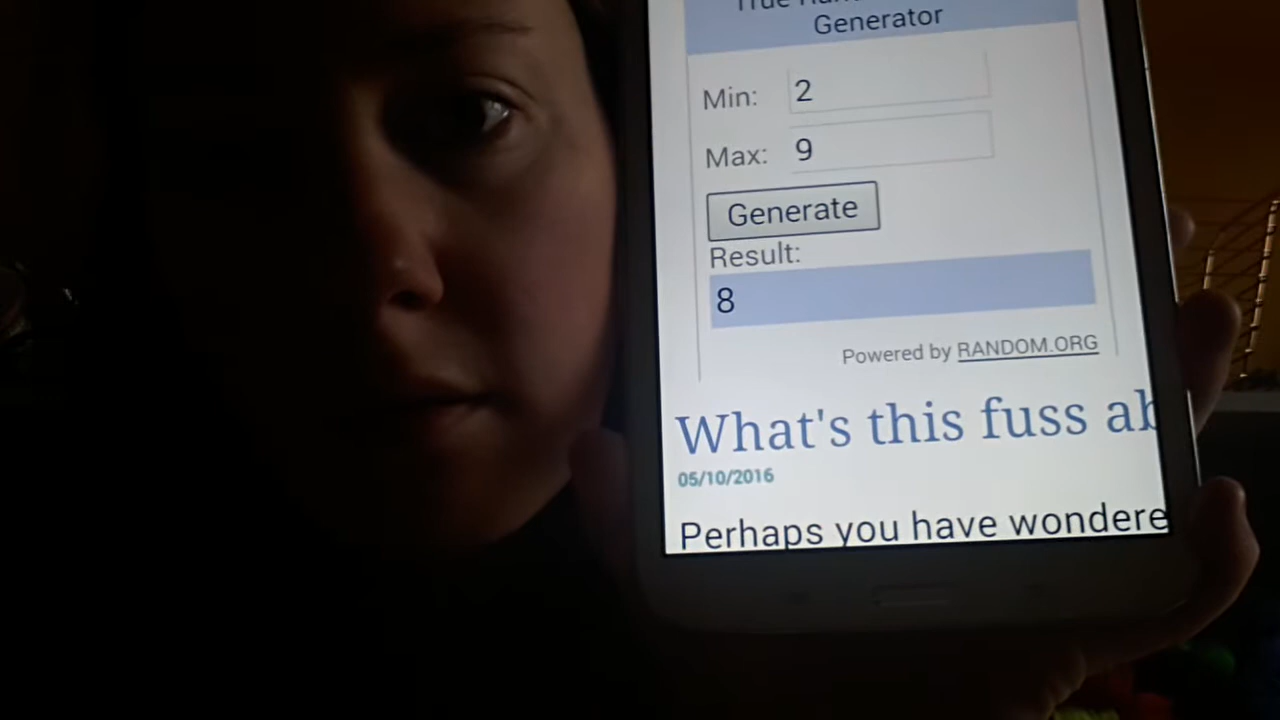 True
Generator
Min: 2
Max: 9
Generate
Result:
8
Powered by RANDOM.ORG
What's this fuss ab
05/10/2016
Perhaps you have wondere